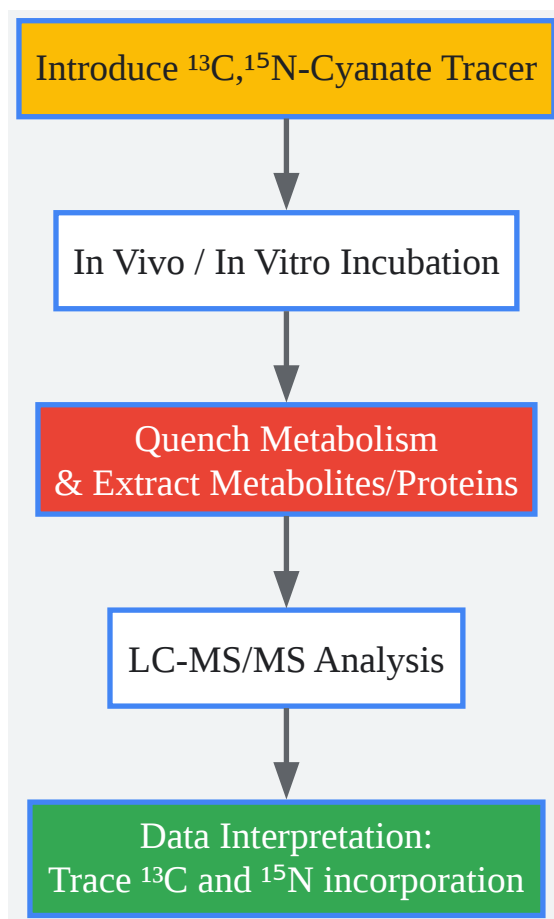 Introduce ¹³C,¹⁵N-Cyanate Tracer
In Vivo / In Vitro Incubation
Quench Metabolism
& Extract Metabolites/Proteins
LC-MS/MS Analysis
Data Interpretation:
Trace ¹³C and ¹⁵N incorporation